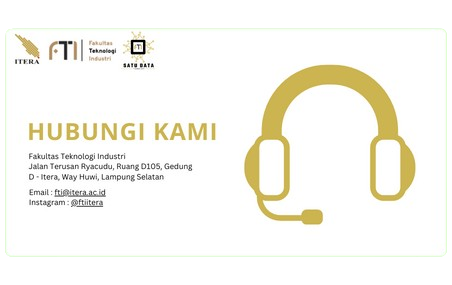 ITERA
FTI
Fakultas
Teknologi
Industri
FTI
SATU DATA
HUBUNGI KAMI
Fakultas Teknologi Industri
Jalan Terusan Ryacudu, Ruang D105, Gedung
D - Itera, Way Huwi, Lampung Selatan
Email : fti@itera.ac.id
Instagram : @ftiitera